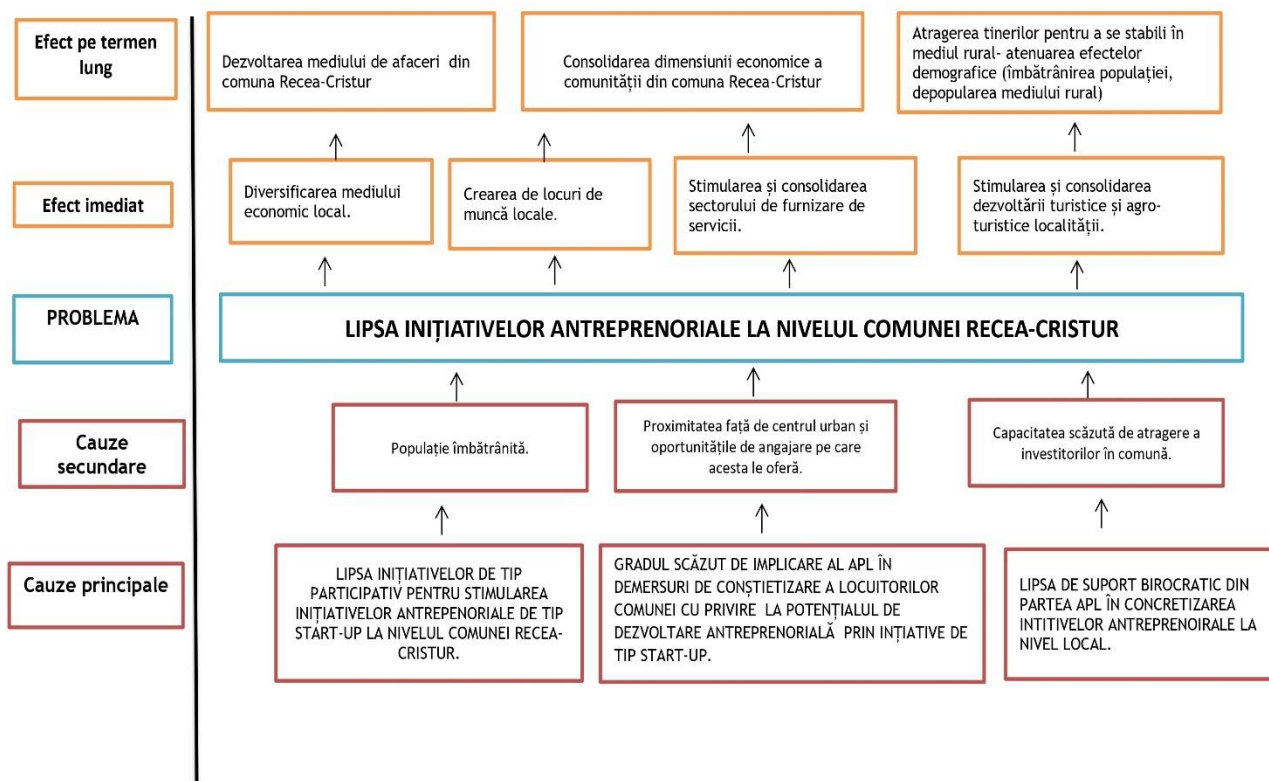 Efect pe termen
lung
Dezvoltarea mediului de afaceri din
comuna Recea-Cristur
Consolidarea dimensiunii economice a
comunității din comuna Recea-Cristur
Atragerea tinerilor pentru a se stabili în
mediul rural- atenuarea efectelor
demografice (îmbătrânirea populației,
depopularea mediului rural)
Efect imediat
Diversificarea mediului
economic local.
Crearea de locuri de
muncă locale.
Stimularea și consolidarea
sectorului de furnizare de
servicii.
Stimularea și consolidarea
dezvoltării turistice și agro-
turistice localității.
PROBLEMA
LIPSA INIȚIATIVELOR ANTREPRENORIALE LA NIVELUL COMUNEI RECEA-CRISTUR
Cauze
secundare
Populație îmbătrânită.
Proximitatea față de centrul urban și
oportunitățile de angajare pe care
acesta le oferă.
Capacitatea scăzută de atragere a
investitorilor în comună.
Cauze principale
LIPSA INIȚIATIVELOR DE TIP
PARTICIPATIV PENTRU STIMULAREA
INIȚIATIVELOR ANTREPENORIALE DE TIP
START-UP LA NIVELUL COMUNEI RECEA-
CRISTUR.
GRADUL SCĂZUT DE IMPLICARE AL APL ÎN
DEMERSURI DE CONȘTIETIZARE A LOCUITORILOR
COMUNEI CU PRIVIRE LA POTENȚIALUL DE
DEZVOLTARE ANTREPRENORIALĂ PRIN INȚIATIVE DE
TIP START-UP.
LIPSA DE SUPORT BIROCRATIC DIN
PARTEA APL ÎN CONCRETIZAREA
INTITIVELOR ANTREPRENOIRALE LA
NIVEL LOCAL.